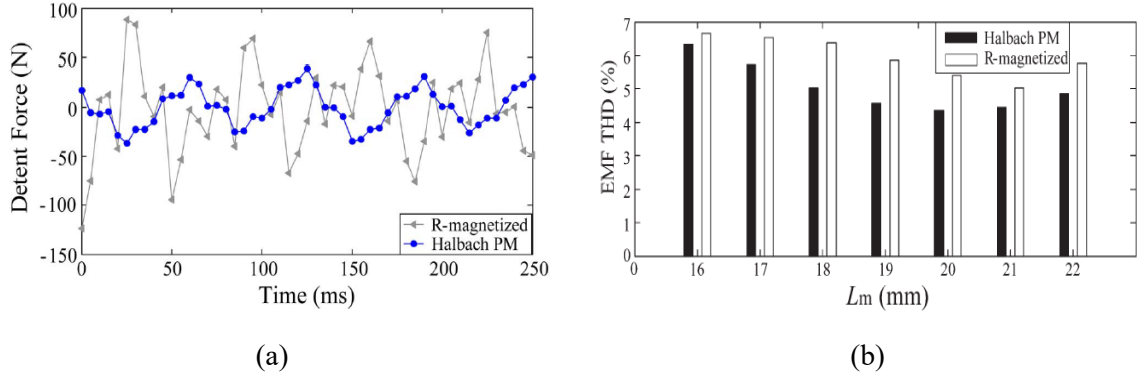 100
50
0
-50
-100
-150
Detent Force (N)
R-magnetized
Halbach PM
0 50 100 150 200 250
Time (ms)
(a)
7
6
5
4
3
2
1
0
EMF THD (%)
Halbach PM
R-magnetized
0 16 17 18 19 20 21 22
Lm (mm)
(b)